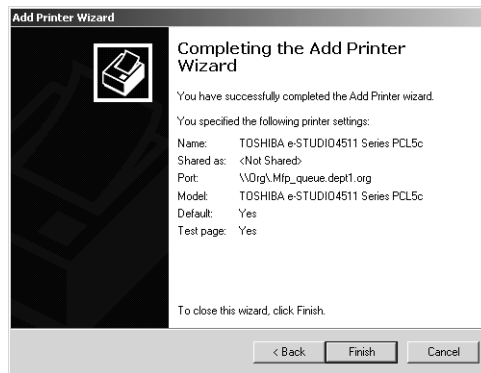 Add Printer Wizard
Completing the Add Printer
Wizard
You have successfully completed the Add Printer wizard.
You specified the following printer settings:
Name: TOSHIBA e-STUDIO4511 Series PCL5c
Shared as: <Not Shared>
Port: \\Org\.Mfp_queue.dept1.org
Model: TOSHIBA e-STUDIO4511 Series PCL5c
Default: Yes
Test page: Yes
To close this wizard, click Finish.
< Back Finish Cancel